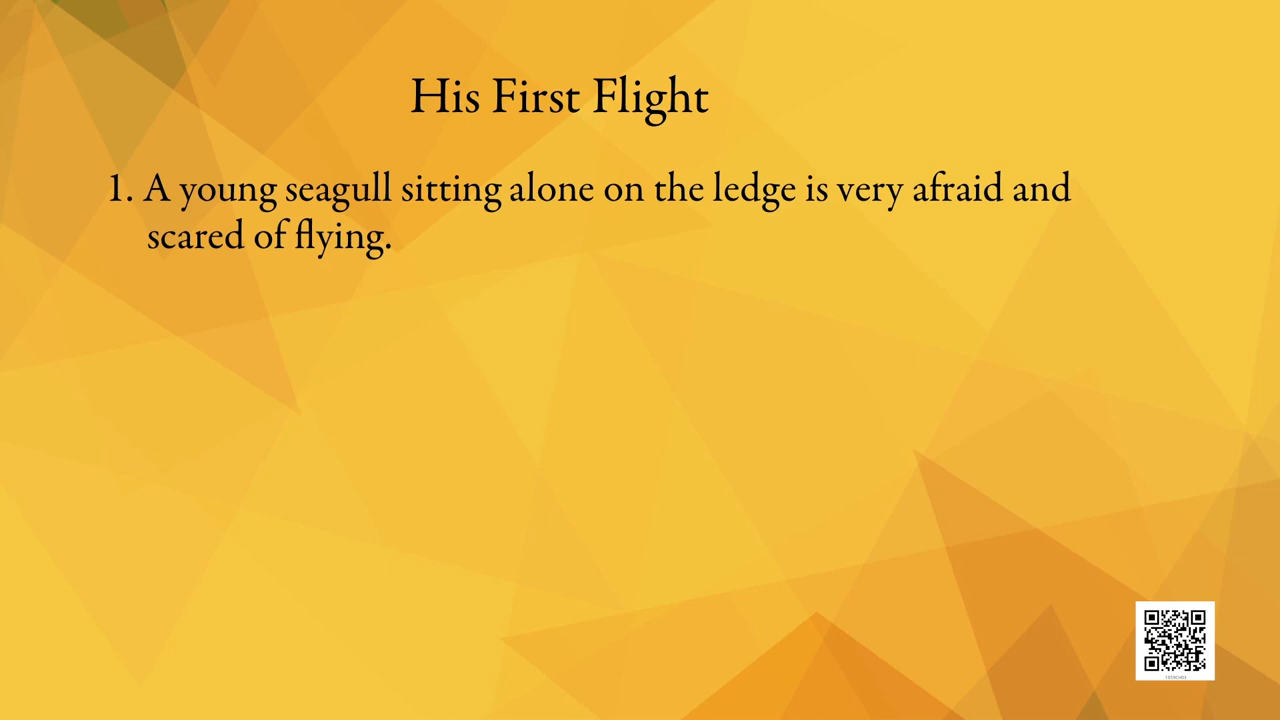 His First Flight
1. A young seagull sitting alone on the ledge is very afraid and
scared of flying.